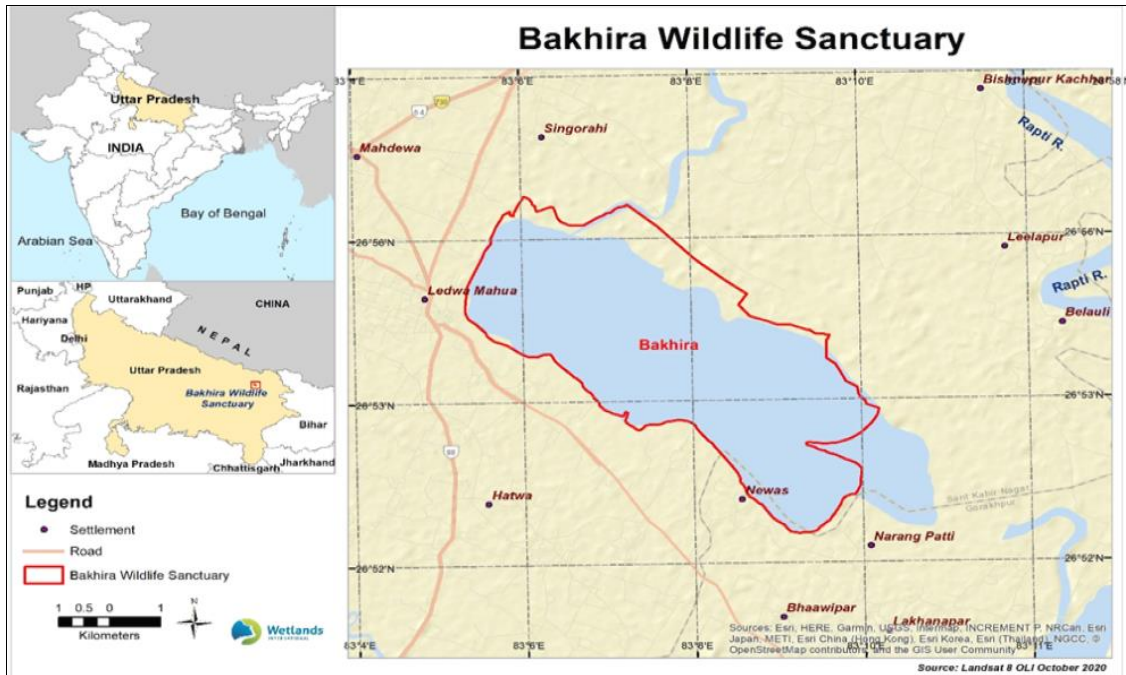 Bakhira Wildlife Sanctuary
Uttar Pradesh
INDIA
Bay of Bengal
Arabian Sea
Punjab
HP
Uttarakhand
CHINA
Hariyana
Delhi
NEPAL
Uttar Pradesh
Rajasthan
Bakhira Wildlife
Sanctuary
Bihar
Madhya Pradesh
Chhattisgarh
Jharkhand
Legend
Settlement
Road
Bakhira Wildlife Sanctuary
1 0.5 0 1
Kilometers
N
Wetlands
INTERNATIONAL
83°4'E
83°8'E
83°10'E
Bishnupur Kachhar
Rapti R.
Singorahi
Mahdewa
26°56'N
26°56'N
Leelapur
Ledwa Mahua
Rapti R.
Belauli
Bakhira
26°53'N
26°53'N
Hatwa
Newas
Sant Kabir Nagar
Gorakhpur
Narang Patti
26°52'N
26°52'N
Bhaawipar
Lakhanapar
Sources: Esri, HERE, Garmin, USGS, Intermap, INCREMENT P, NRCan, Esri
Japan, METI, Esri China (Hong Kong), Esri Korea, Esri (Thailand), NGCC, ©
OpenStreetMap contributors, and the GIS User Community
83°4'E
83°8'E
83°10'E
83°11'E
Source: Landsat 8 OLI October 2020